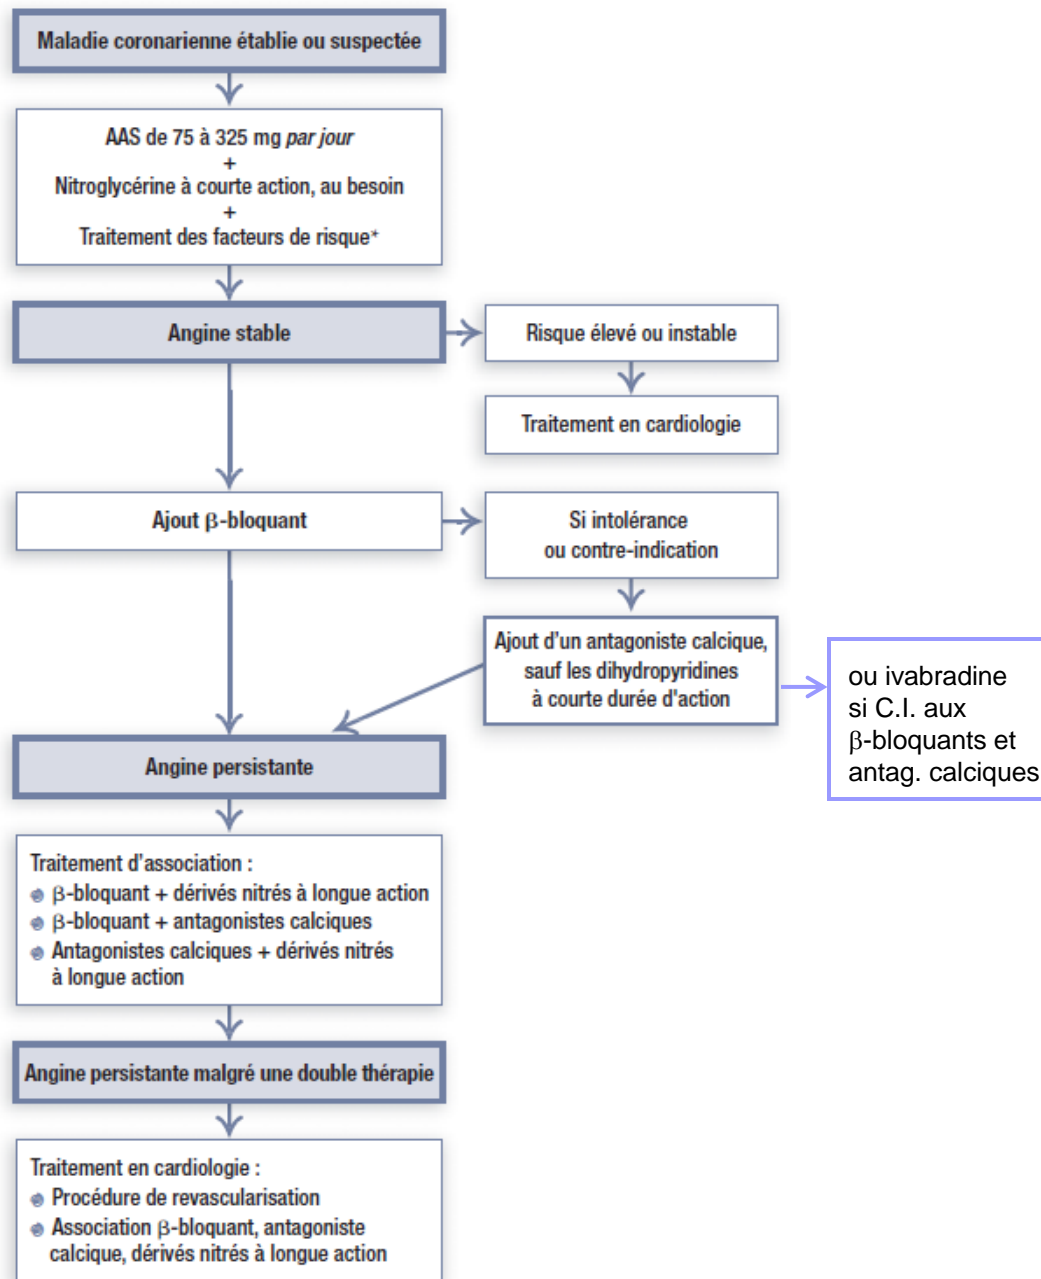 Maladie coronarienne établie ou suspectée
AAS de 75 à 325 mg par jour
+
Nitroglycérine à courte action, au besoin
+
Traitement des facteurs de risque*
Angine stable
Risque élevé ou instable
Traitement en cardiologie
Ajout β-bloquant
Si intolérance
ou contre-indication
Ajout d'un antagoniste calcique,
sauf les dihydropyridines
à courte durée d'action
ou ivabradine
si C.I. aux
β-bloquants et
antag. calciques
Angine persistante
Traitement d'association :
β-bloquant + dérivés nitrés à longue action
β-bloquant + antagonistes calciques
Antagonistes calciques + dérivés nitrés
à longue action
Angine persistante malgré une double thérapie
Traitement en cardiologie :
Procédure de revascularisation
Association β-bloquant, antagoniste
calcique, dérivés nitrés à longue action